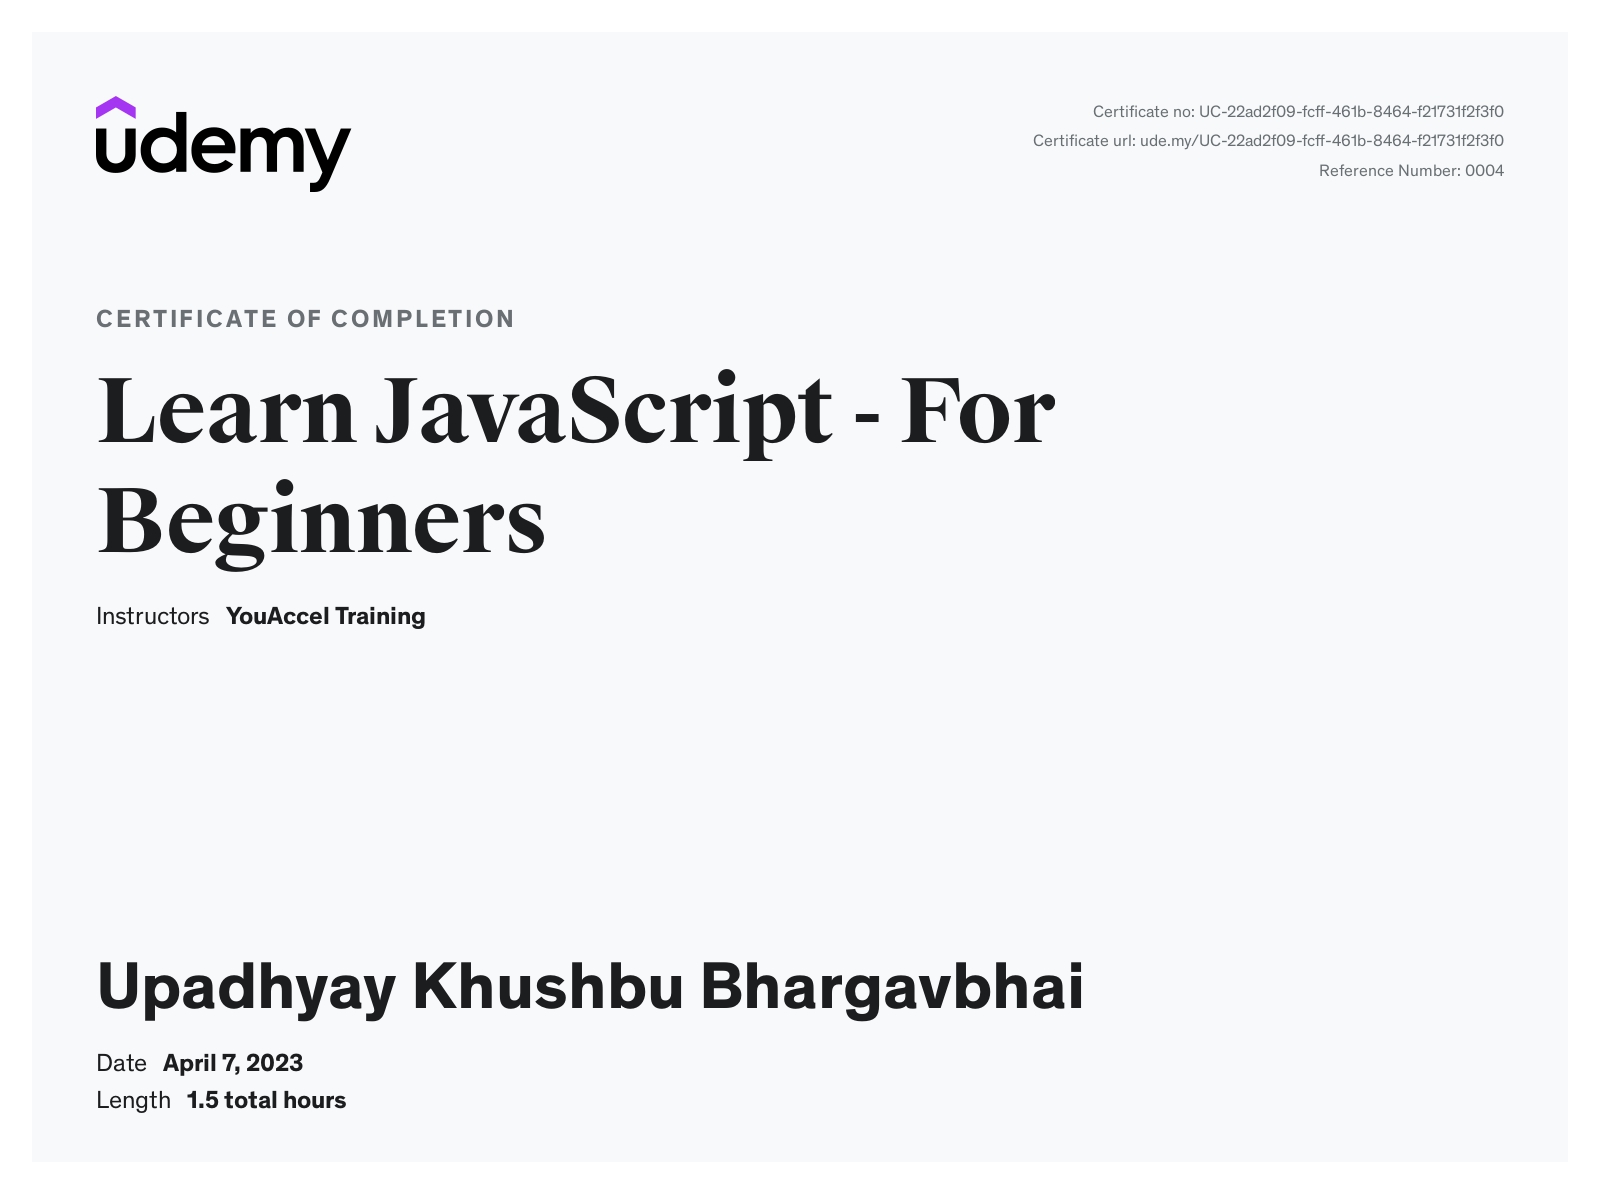 udemy
Certificate no: UC-22ad2f09-fcff-461b-8464-f21731f2f3f0
Certificate url: ude.my/UC-22ad2f09-fcff-461b-8464-f21731f2f3f0
Reference Number: 0004
CERTIFICATE OF COMPLETION
Learn JavaScript - For
Beginners
Instructors YouAccel Training
Upadhyay Khushbu Bhargavbhai
Date April 7, 2023
Length 1.5 total hours